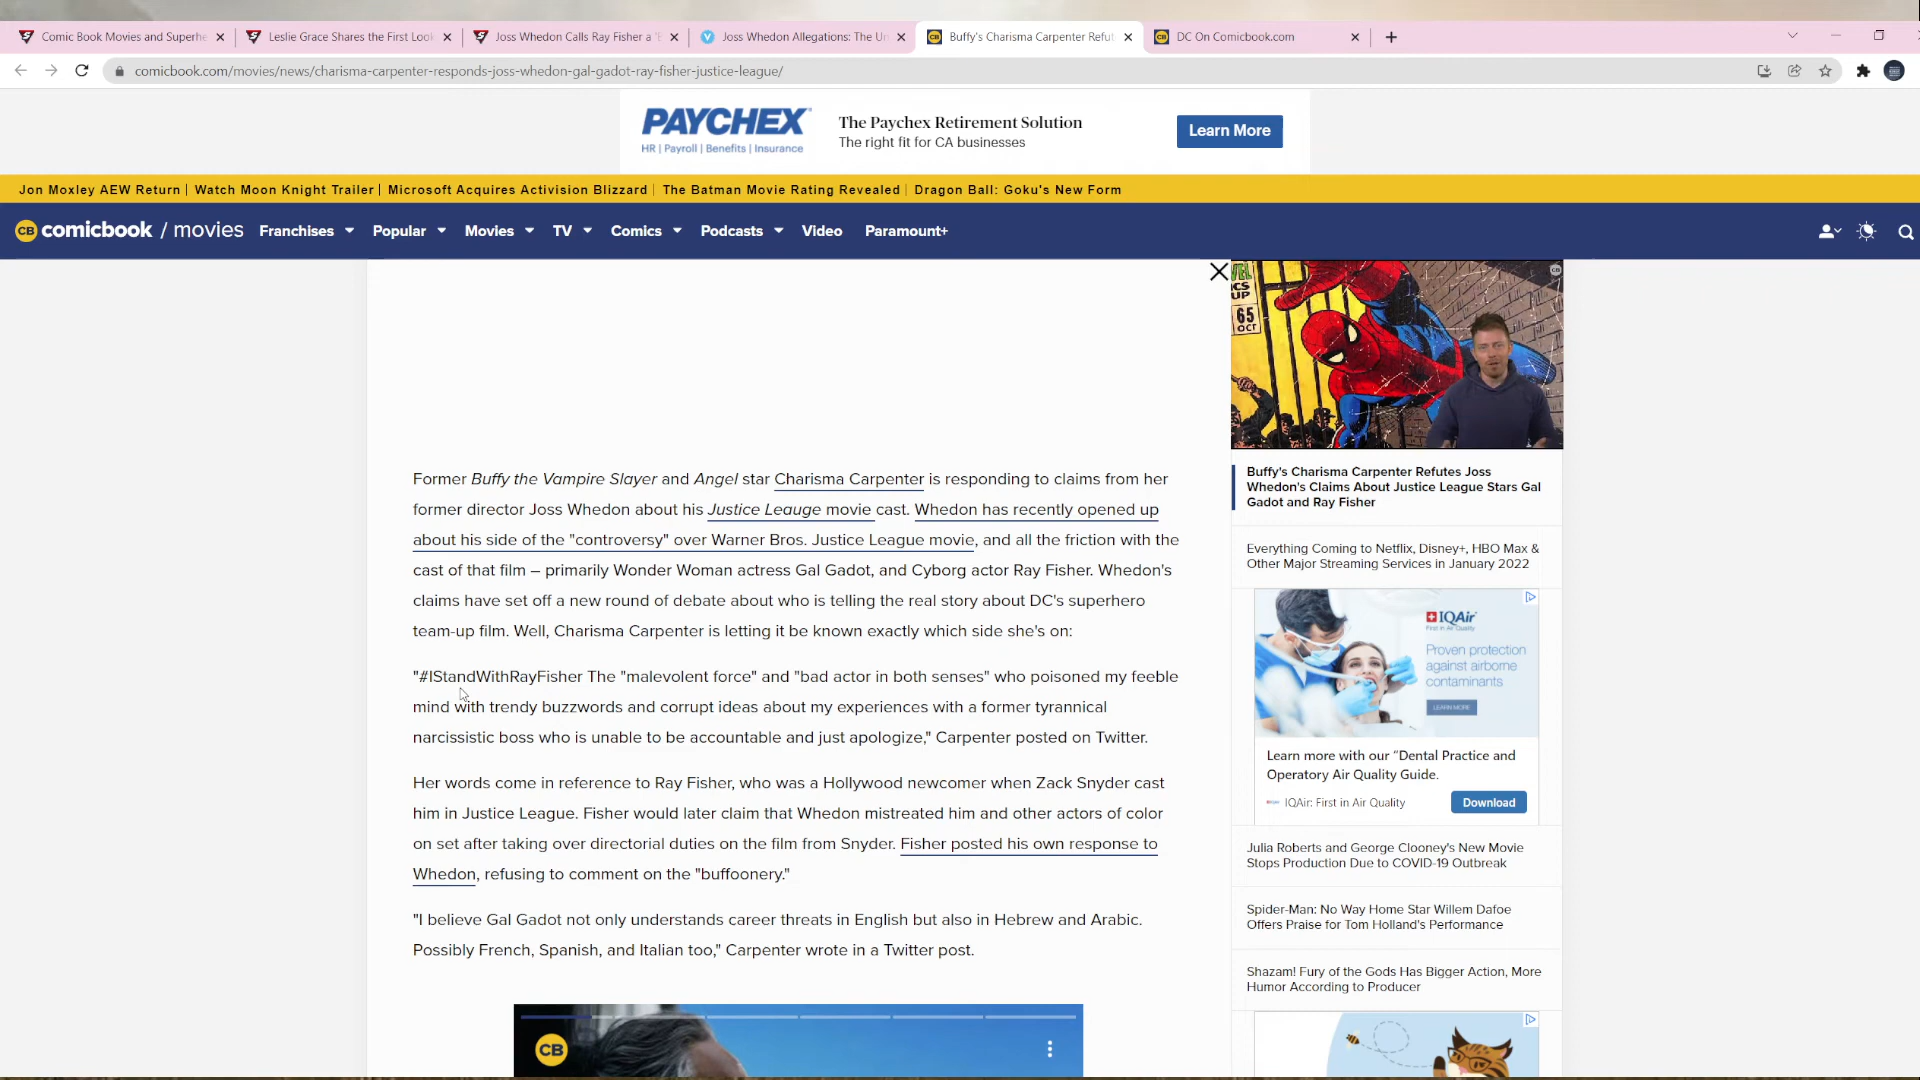 Comic Book Movies and Superhe
Leslie Grace Shares the First Look
Joss Whedon Calls Ray Fisher a
Joss Whedon Allegations: The Un
Buffy's Charisma Carpenter Refut
DC On Comicbook.com
comicbook.com/movies/news/charisma-carpenter-responds-joss-whedon-gal-gadot-ray-fisher-justice-league/
PAYCHEX
HR | Payroll | Benefits | Insurance
The Paychex Retirement Solution
The right fit for CA businesses
Learn More
Jon Moxley AEW Return | Watch Moon Knight Trailer | Microsoft Acquires Activision Blizzard | The Batman Movie Rating Revealed | Dragon Ball: Goku's New Form
CB comicbook / movies Franchises Popular Movies TV Comics Podcasts Video Paramount+
Former Buffy the Vampire Slayer and Angel star Charisma Carpenter is responding to claims from her
former director Joss Whedon about his Justice Leauge movie cast. Whedon has recently opened up
about his side of the "controversy" over Warner Bros. Justice League movie, and all the friction with the
cast of that film – primarily Wonder Woman actress Gal Gadot, and Cyborg actor Ray Fisher. Whedon's
claims have set off a new round of debate about who is telling the real story about DC's superhero
team-up film. Well, Charisma Carpenter is letting it be known exactly which side she's on:
"#IStandWithRayFisher The "malevolent force" and "bad actor in both senses" who poisoned my feeble
mind with trendy buzzwords and corrupt ideas about my experiences with a former tyrannical
narcissistic boss who is unable to be accountable and just apologize," Carpenter posted on Twitter.
Her words come in reference to Ray Fisher, who was a Hollywood newcomer when Zack Snyder cast
him in Justice League. Fisher would later claim that Whedon mistreated him and other actors of color
on set after taking over directorial duties on the film from Snyder. Fisher posted his own response to
Whedon, refusing to comment on the "buffoonery."
"I believe Gal Gadot not only understands career threats in English but also in Hebrew and Arabic.
Possibly French, Spanish, and Italian too," Carpenter wrote in a Twitter post.
CB
CS
UP
65
OCT
CB
Buffy's Charisma Carpenter Refutes Joss
Whedon's Claims About Justice League Stars Gal
Gadot and Ray Fisher
Everything Coming to Netflix, Disney+, HBO Max &
Other Major Streaming Services in January 2022
IQAir
First in Air Quality
Proven protection
against airborne
contaminants
LEARN MORE
Learn more with our “Dental Practice and
Operatory Air Quality Guide.
IQAir: First in Air Quality
Download
Julia Roberts and George Clooney's New Movie
Stops Production Due to COVID-19 Outbreak
Spider-Man: No Way Home Star Willem Dafoe
Offers Praise for Tom Holland's Performance
Shazam! Fury of the Gods Has Bigger Action, More
Humor According to Producer